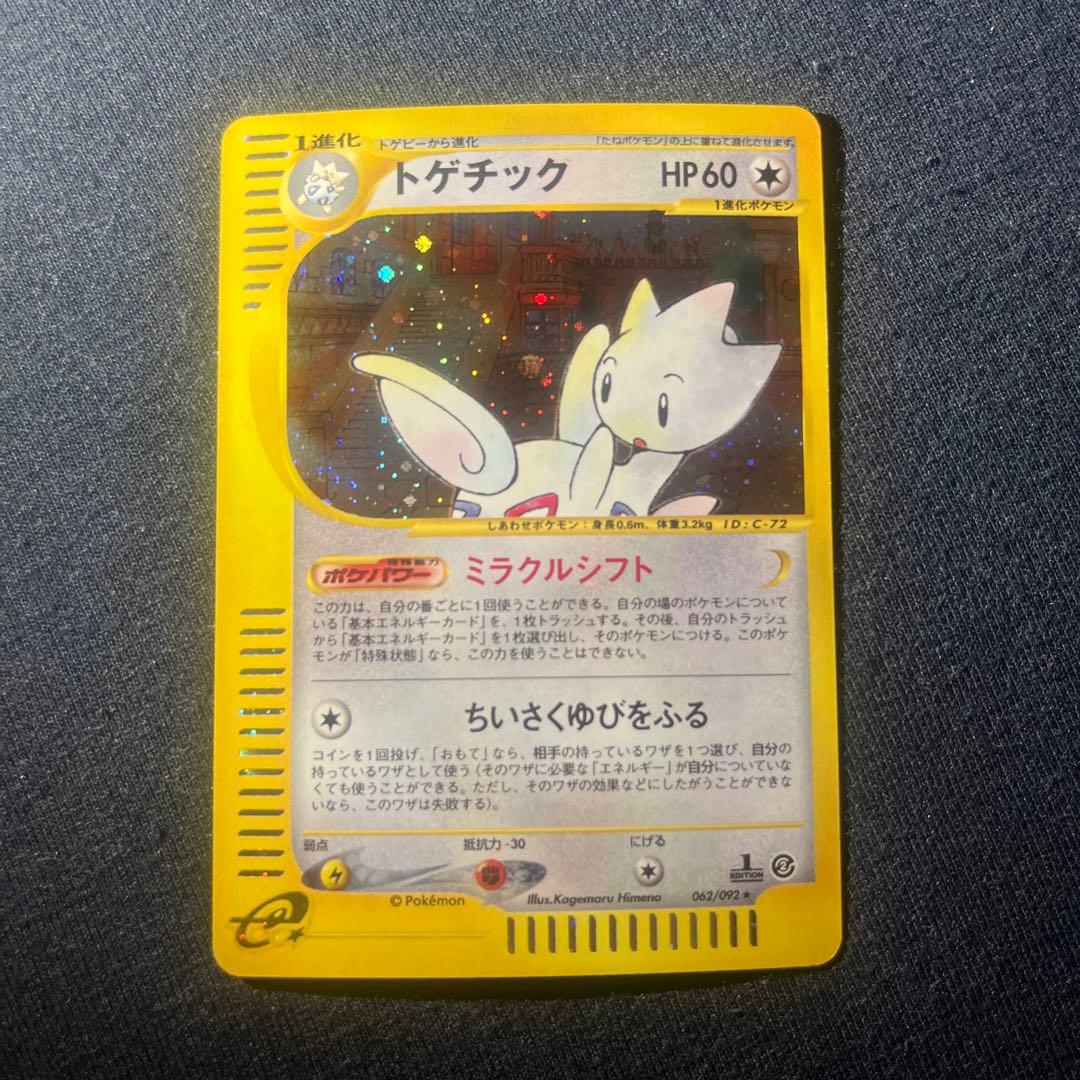 1進化 トゲピーから進化 「たねポケモン」の上に重ねて進化させます。
トゲチック HP60
1進化ポケモン
しあわせポケモン：身長0.6m、体重3.2kg ID：C-72
特殊能力
ポケパワー ミラクルシフト
この力は、自分の番ごとに1回使うことができる。自分の場のポケモンについて
いる「基本エネルギーカード」を、1枚トラッシュする。その後、自分のトラッシュ
から「基本エネルギーカード」を1枚選び出し、そのポケモンにつける。このポケ
モンが「特殊状態」なら、この力を使うことはできない。
ちいさくゆびをふる
コインを1回投げ、「おもて」なら、相手の持っているワザを1つ選び、自分の
持っているワザとして使う（そのワザに必要な「エネルギー」が自分についていな
くても使うことができる。ただし、そのワザの効果などにしたがうことができな
いなら、このワザは失敗する）。
弱点 抵抗力 -30 にげる
1 EDITION 2
©Pokémon Illus.Kagemaru Himeno 062/092 ★
e